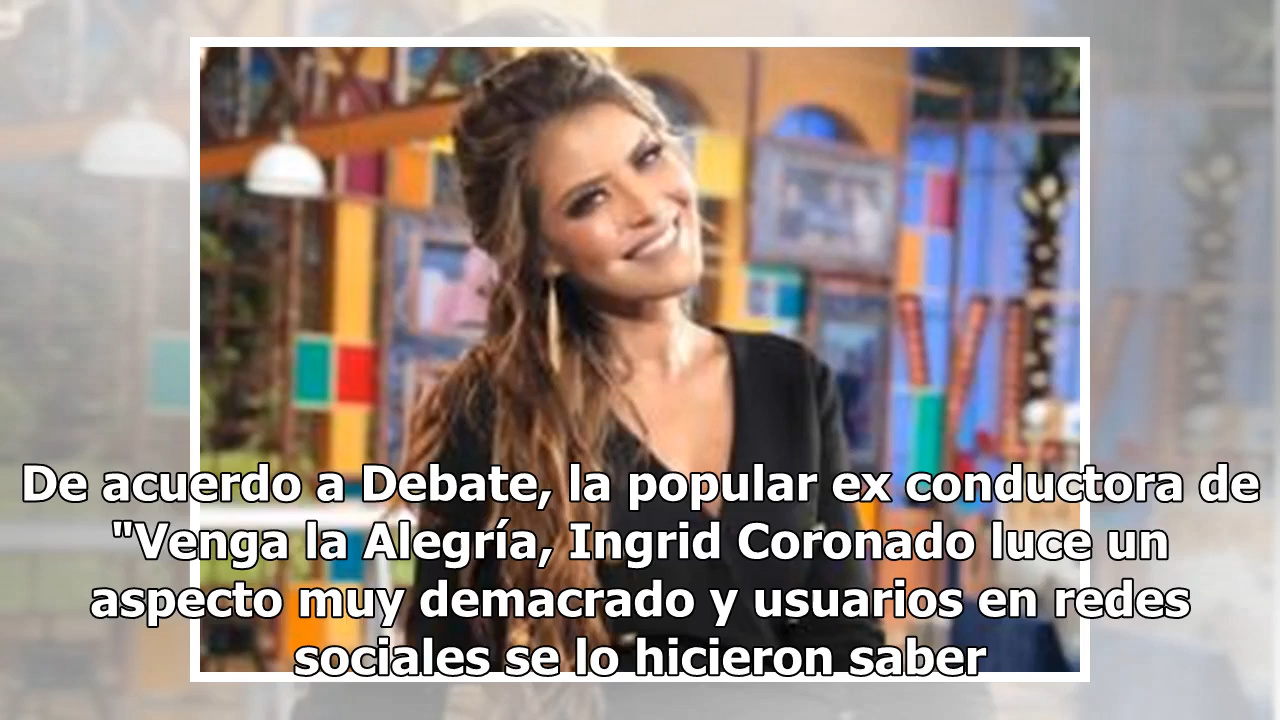 De acuerdo a Debate, la popular ex conductora de
"Venga la Alegría, Ingrid Coronado luce un
aspecto muy demacrado y usuarios en redes
sociales se lo hicieron saber